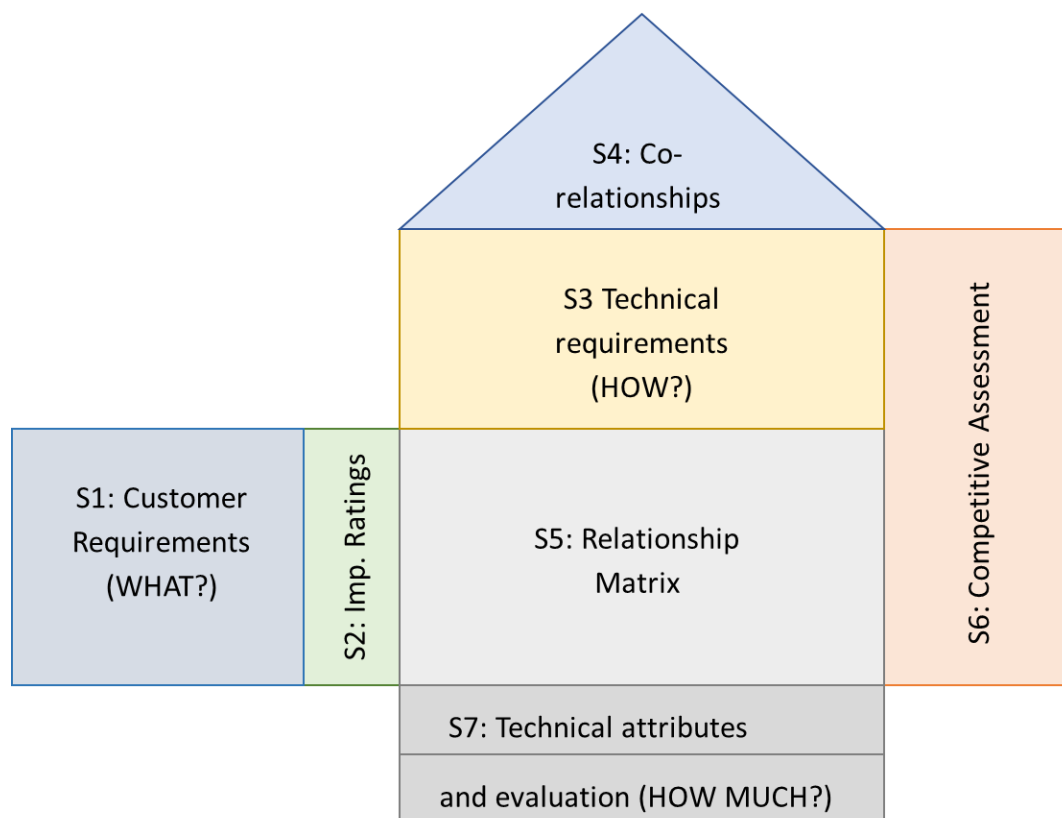 S4: Co-
relationships
S3 Technical
requirements
(HOW?)
S6: Competitive Assessment
S1: Customer
Requirements
(WHAT?)
S2: Imp. Ratings
S5: Relationship
Matrix
S7: Technical attributes
and evaluation (HOW MUCH?)